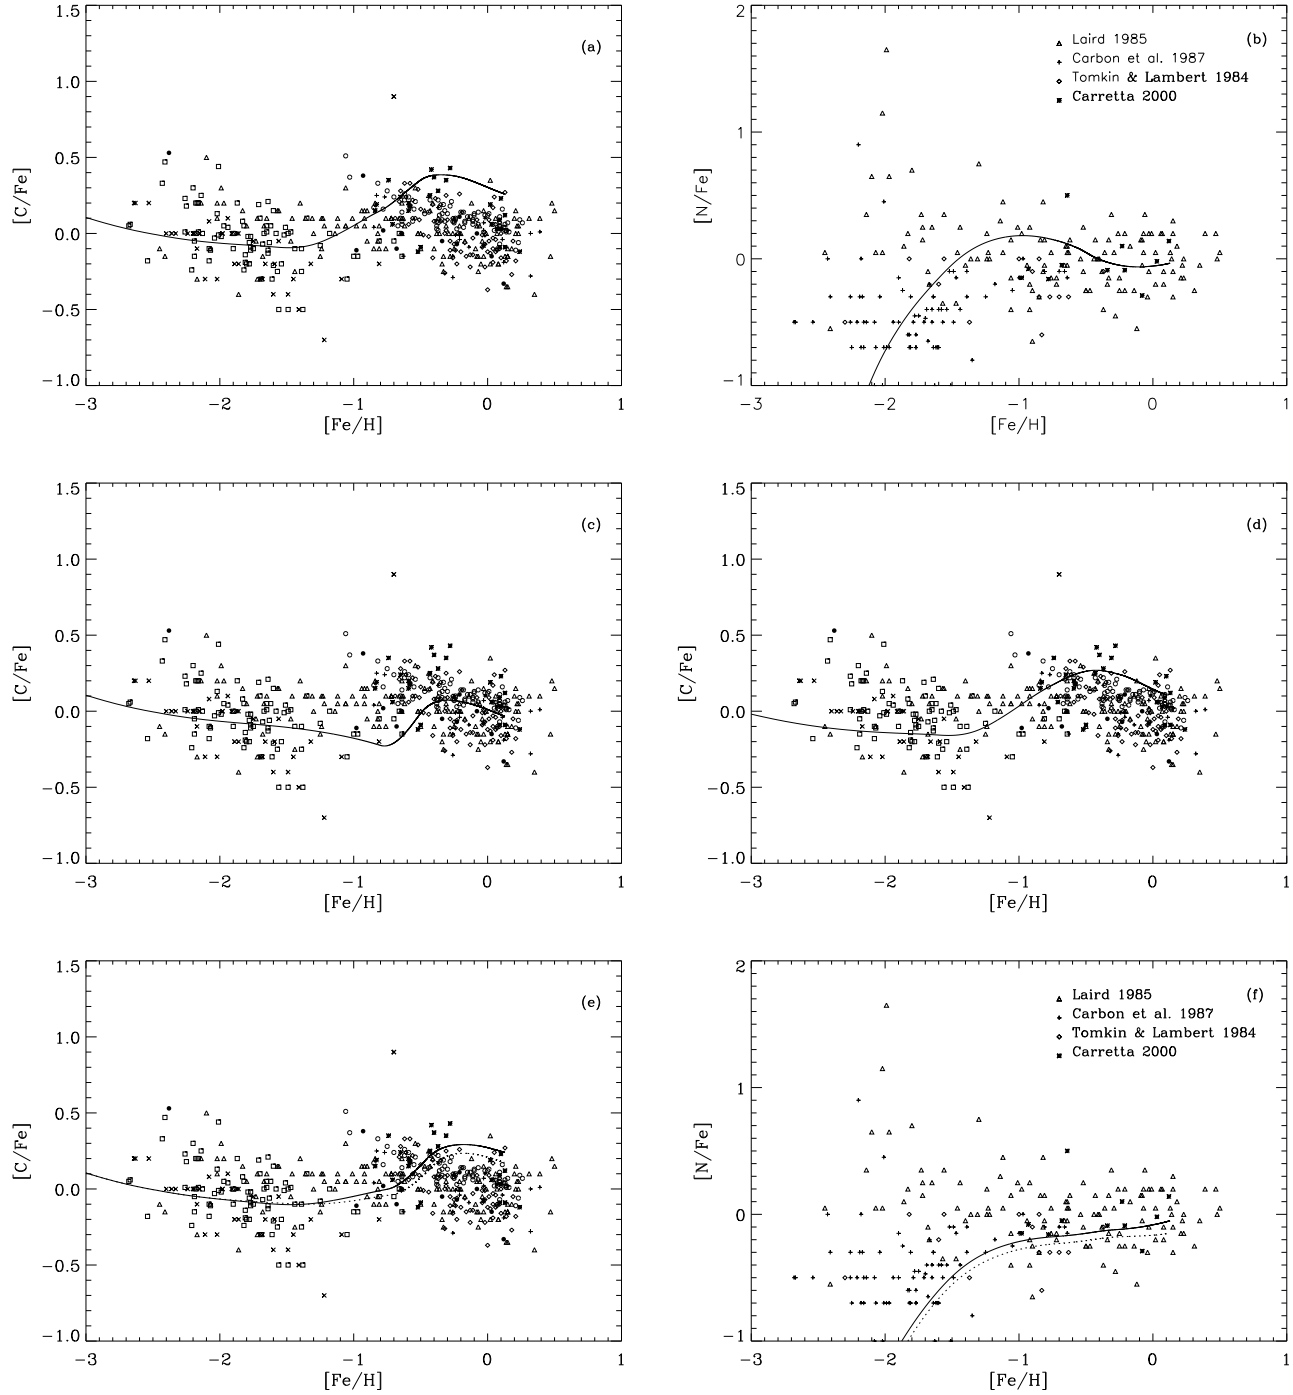 1.5
1.0
0.5
0.0
−0.5
−1.0
[C/Fe]
(a)
−3
−2
−1
0
1
[Fe/H]
2
1
0
−1
[N/Fe]
(b)
Laird 1985
Carbon et al. 1987
Tomkin & Lambert 1984
Carretta 2000
−3
−2
−1
0
1
[Fe/H]
1.5
1.0
0.5
0.0
−0.5
−1.0
[C/Fe]
(c)
−3
−2
−1
0
1
[Fe/H]
1.5
1.0
0.5
0.0
−0.5
−1.0
[C/Fe]
(d)
−3
−2
−1
0
1
[Fe/H]
1.5
1.0
0.5
0.0
−0.5
−1.0
[C/Fe]
(e)
−3
−2
−1
0
1
[Fe/H]
2
1
0
−1
[N/Fe]
(f)
Laird 1985
Carbon et al. 1987
Tomkin & Lambert 1984
Carretta 2000
−3
−2
−1
0
1
[Fe/H]